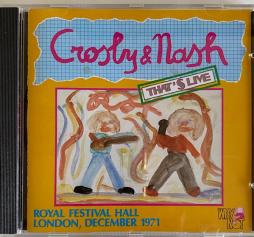 Crosby & Nash
THAT'$ LIVE
ROYAL FESTIVAL HALL
LONDON, DECEMBER 1971